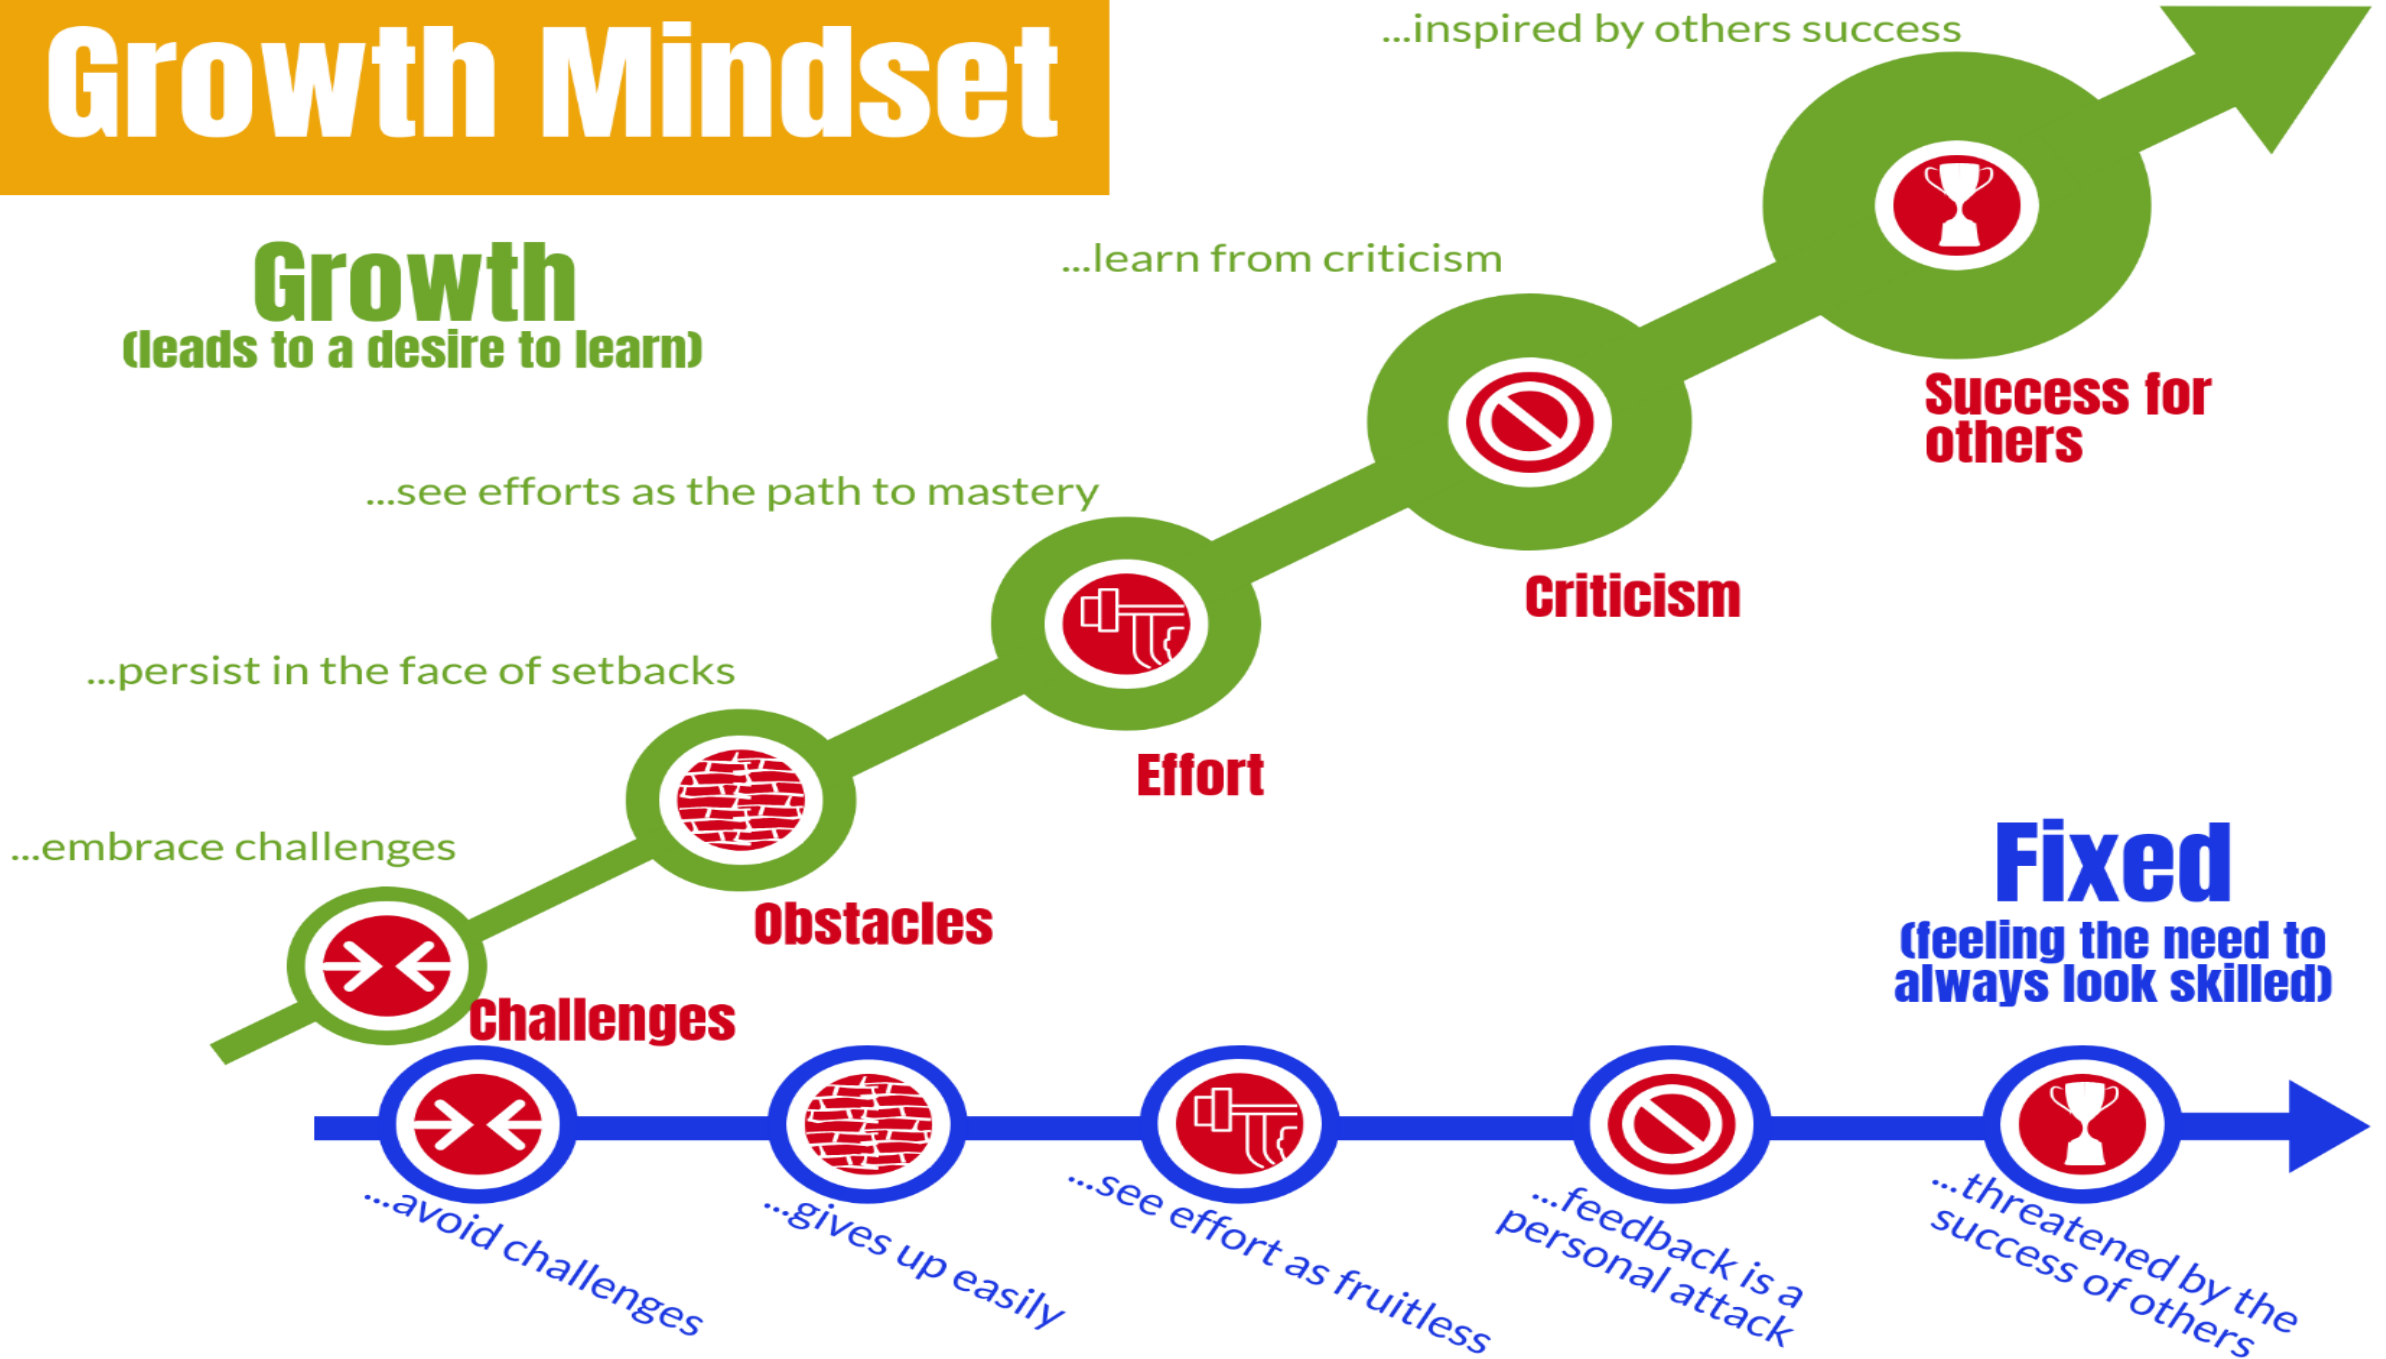 Growth Mindset
...inspired by others success
Growth
(leads to a desire to learn)
...learn from criticism
Success for
others
...see efforts as the path to mastery
Criticism
...persist in the face of setbacks
Effort
...embrace challenges
Obstacles
Challenges
Fixed
(feeling the need to
always look skilled)
...avoid challenges
...gives up easily
...see effort as fruitless
...feedback is a
personal attack
...threatened by the
success of others